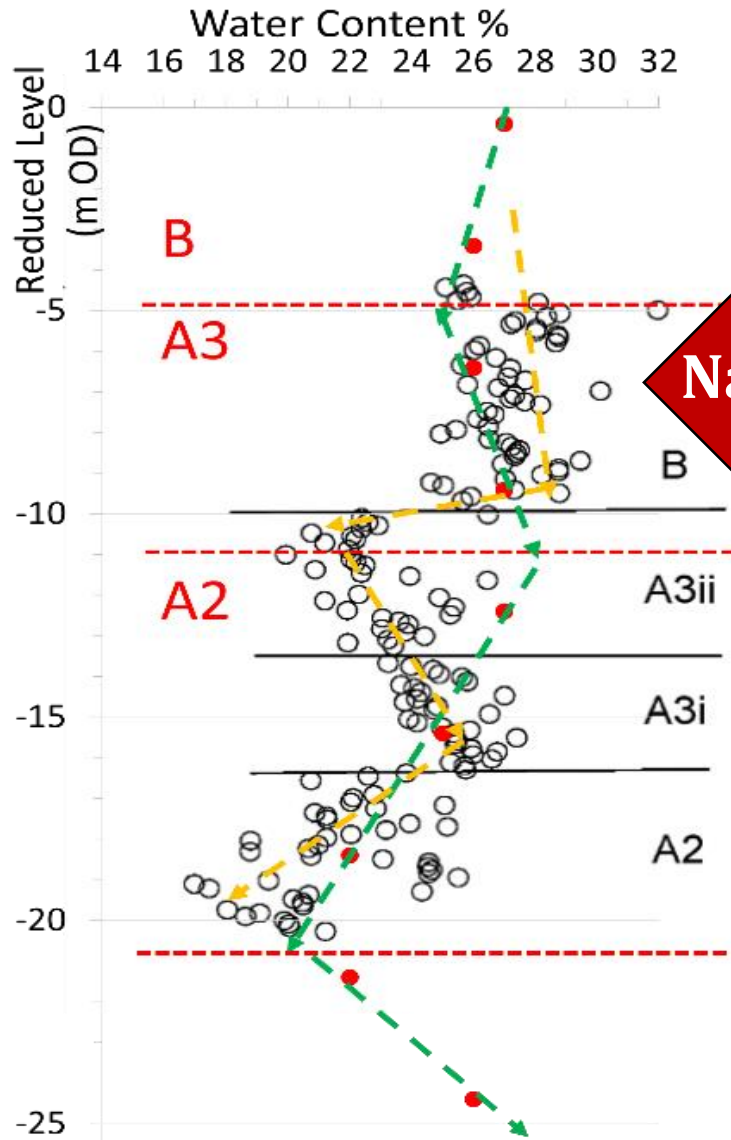 Water Content %
14 16 18 20 22 24 26 28 30 32
Reduced Level
(m OD)
0
B
-5
A3
Na
B
-10
A2
A3ii
A3i
-15
A2
-20
-25